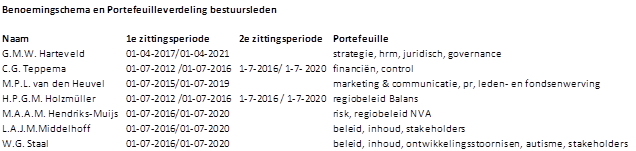 Benoemingschema en Portefeuilleverdeling bestuursleden
Naam 1e zittingsperiode 2e zittingsperiode Portefeuille
G.M.W. Harteveld 01-04-2017/01-04-2021 strategie, hrm, juridisch, governance
C.G. Teppema 01-07-2012 /01-07-2016 1-7-2016/ 1-7- 2020 financiën, control
M.P.L. van den Heuvel 01-07-2015/01-07-2019 marketing & communicatie, pr, leden- en fondsenwerving
H.P.G.M. Holzmüller 01-07-2012 /01-07-2016 1-7-2016 / 1-7-2020 regiobeleid Balans
M.A.A.M. Hendriks-Muijs 01-07-2016/01-07-2020 risk, regiobeleid NVA
L.A.J.M.Middelhoff 01-07-2016/01-07-2020 beleid, inhoud, stakeholders
W.G. Staal 01-07-2016/01-07-2020 beleid, inhoud, ontwikkelingsstoornisen, autisme, stakeholders